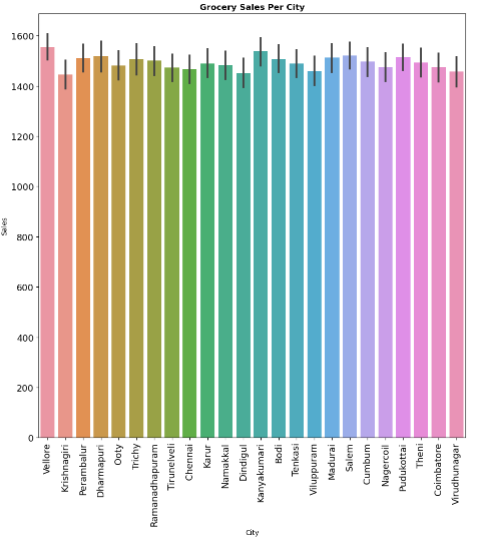 Grocery Sales Per City
1600
1400
1200
1000
800
600
400
200
0
Sales
Vellore
Krishnagiri
Perambalur
Dharmapuri
Ooty
Trichy
Ramanadhapuram
Tirunelveli
Chennai
Karur
Namakkal
Dindigul
Kanyakumari
Bodi
Tenkasi
Viluppuram
Madurai
Salem
Cumbum
Nagercoil
Pudukottai
Theni
Coimbatore
Virudhunagar
City